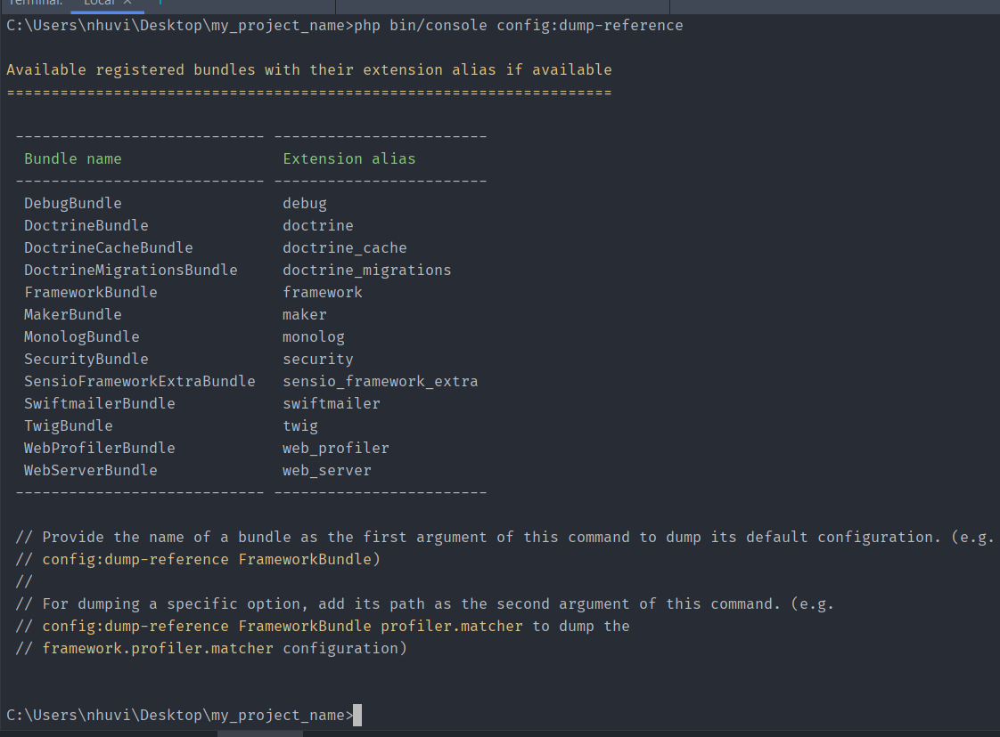 Terminal: Local × +
C:\Users\nhuvi\Desktop\my_project_name>php bin/console config:dump-reference
Available registered bundles with their extension alias if available
====================================================================
---------------------------- ------------------------
Bundle name Extension alias
---------------------------- ------------------------
DebugBundle debug
DoctrineBundle doctrine
DoctrineCacheBundle doctrine_cache
DoctrineMigrationsBundle doctrine_migrations
FrameworkBundle framework
MakerBundle maker
MonologBundle monolog
SecurityBundle security
SensioFrameworkExtraBundle sensio_framework_extra
SwiftmailerBundle swiftmailer
TwigBundle twig
WebProfilerBundle web_profiler
WebServerBundle web_server
---------------------------- ------------------------
// Provide the name of a bundle as the first argument of this command to dump its default configuration. (e.g.
// config:dump-reference FrameworkBundle)
//
// For dumping a specific option, add its path as the second argument of this command. (e.g.
// config:dump-reference FrameworkBundle profiler.matcher to dump the
// framework.profiler.matcher configuration)
C:\Users\nhuvi\Desktop\my_project_name>